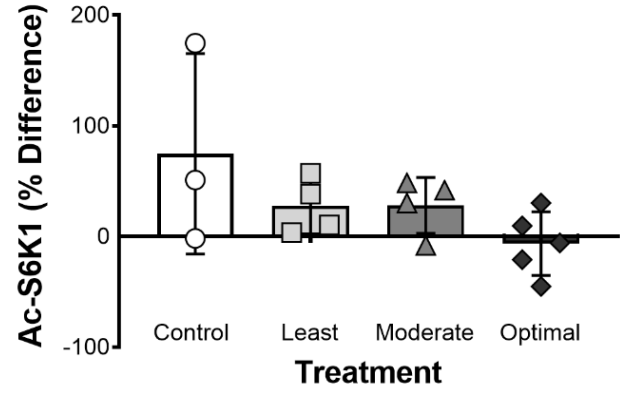 Ac-S6K1 (% Difference)
200
100
0
-100
Control Least Moderate Optimal
Treatment